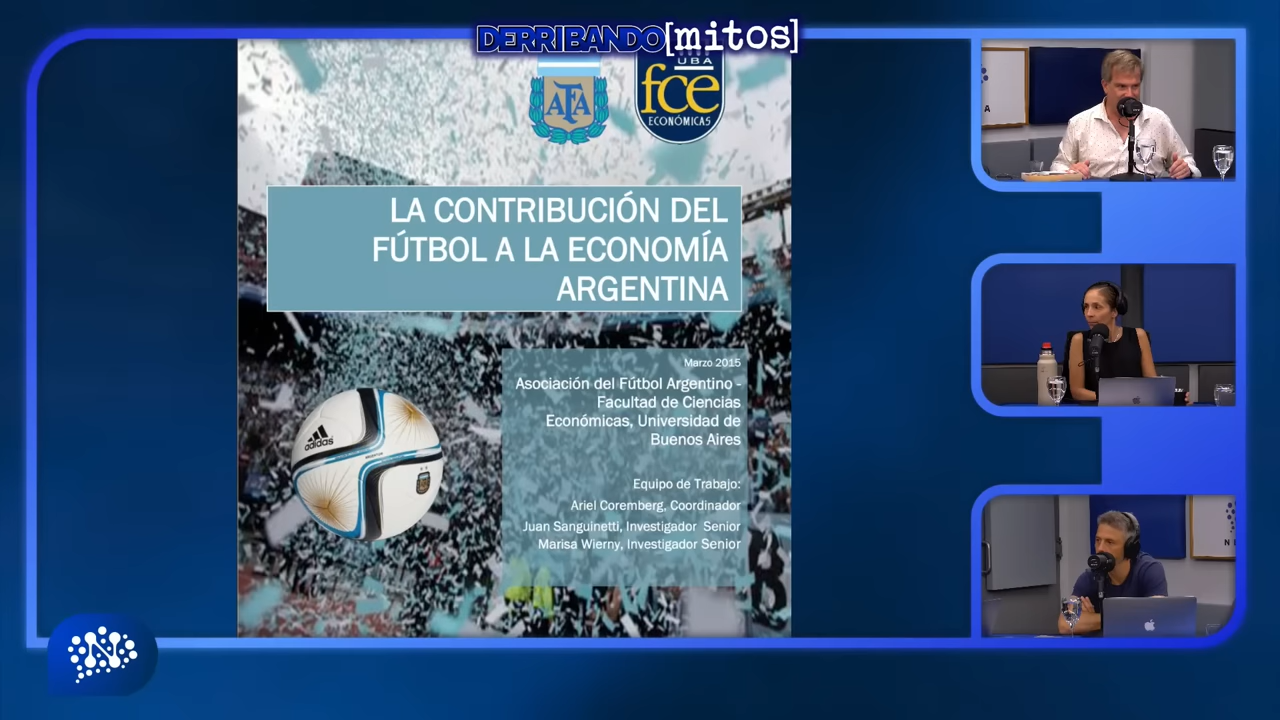 DERRIBANDO[mitos]
AFA
UBA
fce
ECONÓMICAS
LA CONTRIBUCIÓN DEL
FÚTBOL A LA ECONOMÍA
ARGENTINA
Marzo 2015
Asociación del Fútbol Argentino -
Facultad de Ciencias
Económicas, Universidad de
Buenos Aires
Equipo de Trabajo:
Ariel Coremberg, Coordinador
Juan Sanguinetti, Investigador Senior
Marisa Wierny, Investigador Senior
adidas
N